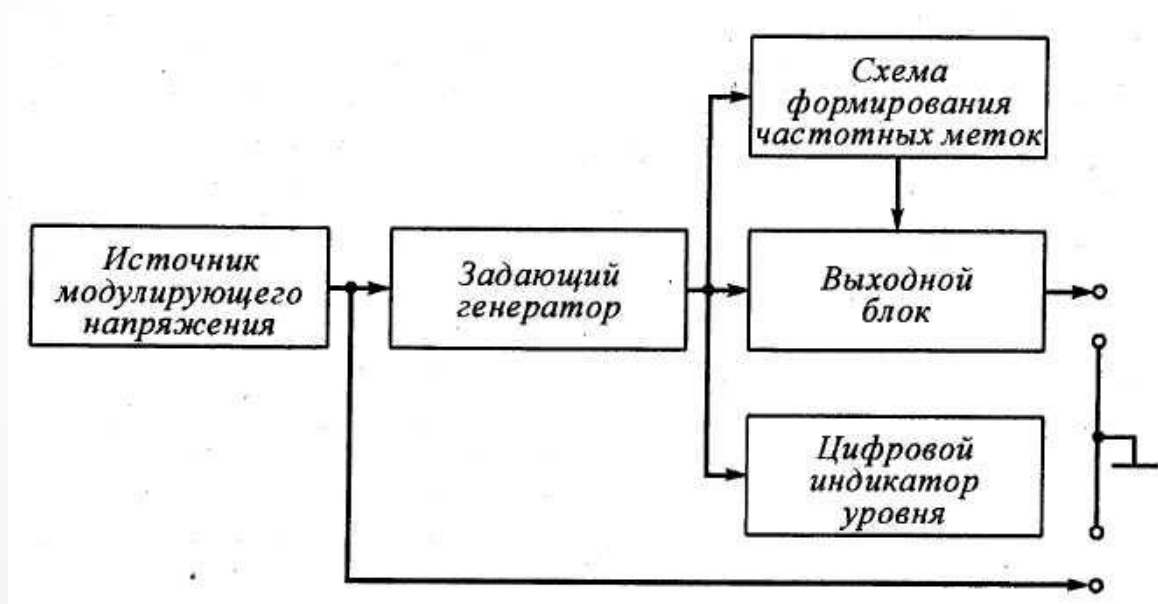 Схема
формирования
частотных меток
Источник
модулирующего
напряжения
Задающий
генератор
Выходной
блок
Цифровой
индикатор
уровня